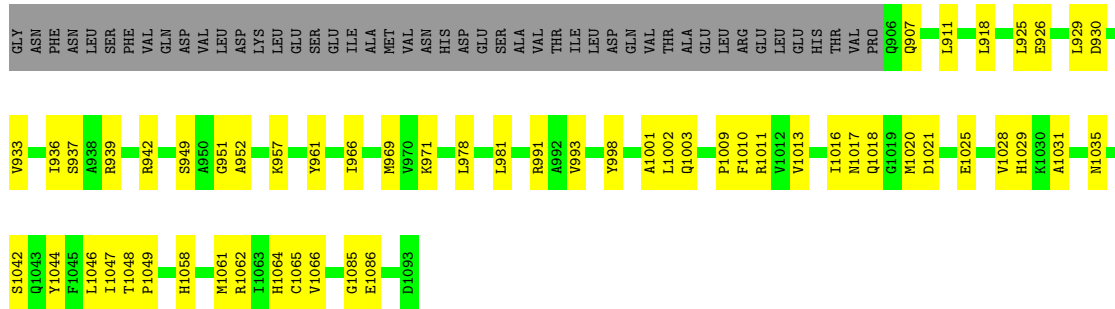 GLY ASN PHE ASN LEU SER PHE VAL GLN ASP VAL LEU ASP LYS LEU GLU SER GLU ILE ALA MET VAL ASN HIS ASP GLU SER ALA VAL THR ILE LEU ASP GLN VAL THR ALA GLU LEU ARG GLU LEU GLU HIS THR VAL PRO Q906 Q907 L911 L918 L925 E926 L929 D930
V933 I936 S937 A938 R939 R942 S949 A950 G951 A952 K957 Y961 I966 M969 V970 K971 L978 L981 R991 A992 V993 Y998 A1001 L1002 Q1003 P1009 F1010 R1011 V1012 V1013 I1016 N1017 Q1018 G1019 M1020 D1021 E1025 V1028 H1029 K1030 A1031 N1035
S1042 Q1043 Y1044 F1045 L1046 I1047 T1048 P1049 H1058 M1061 R1062 I1063 H1064 C1065 V1066 G1085 E1086 D1093